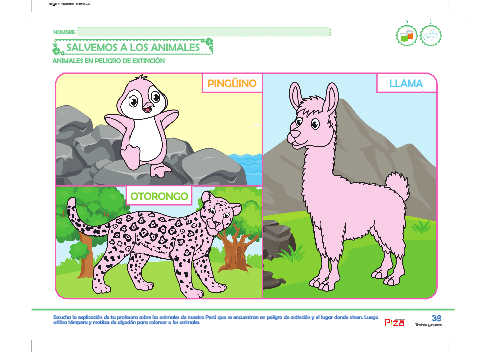 NOMBRE
SALVEMOS A LOS ANIMALES
ANIMALES EN PELIGRO DE EXTINCIÓN
PINGÜINO
LLAMA
OTORONGO
Escucha la explicación de tu profesora sobre los animales de nuestro Perú que se encuentran en peligro de extinción y el lugar donde viven. Luego
utiliza témpera y motitas de algodón para colorear a los animales.
38